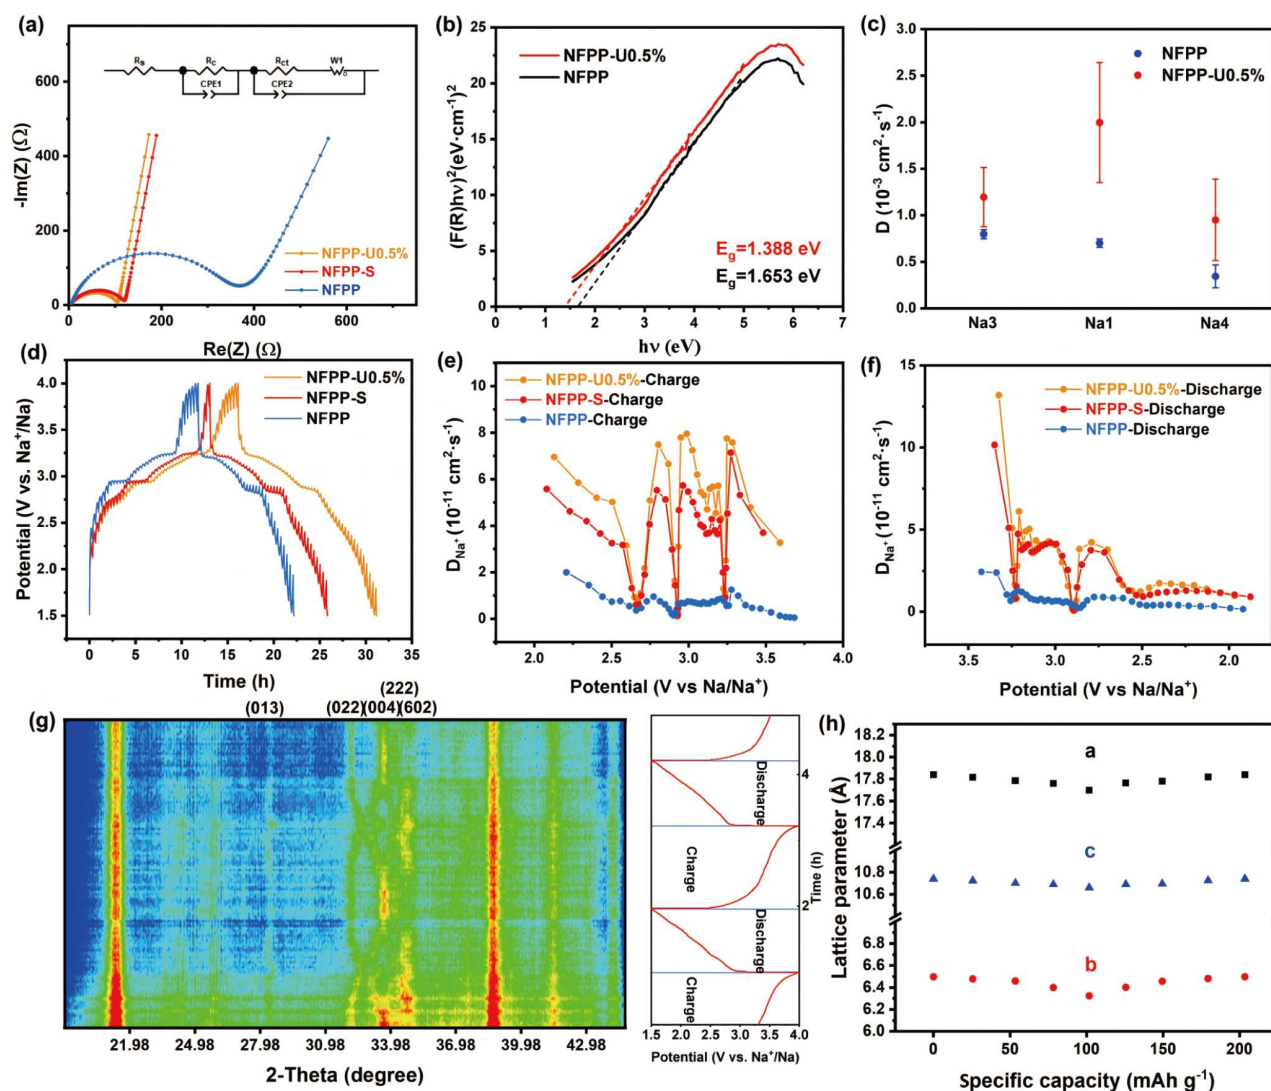 (a)
-Im(Z) (Ω)
600
400
200
0
0 200 400 600
Re(Z) (Ω)
Rs Rc Rct W1
CPE1 CPE2
NFPP-U0.5%
NFPP-S
NFPP
(b)
(F(R)hν)²(eV·cm⁻¹)²
25
20
15
10
5
0
0 1 2 3 4 5 6 7
hν (eV)
NFPP-U0.5%
NFPP
Eg=1.388 eV
Eg=1.653 eV
(c)
D (10⁻³ cm²·s⁻¹)
3.0
2.5
2.0
1.5
1.0
0.5
0.0
Na3 Na1 Na4
NFPP
NFPP-U0.5%
(d)
Potential (V vs. Na⁺/Na)
4.0
3.5
3.0
2.5
2.0
1.5
0 5 10 15 20 25 30 35
Time (h)
NFPP-U0.5%
NFPP-S
NFPP
(e)
DNa⁺ (10⁻¹¹ cm²·s⁻¹)
10
8
6
4
2
0
2.0 2.5 3.0 3.5 4.0
Potential (V vs Na/Na⁺)
NFPP-U0.5%-Charge
NFPP-S-Charge
NFPP-Charge
(f)
DNa⁺ (10⁻¹¹ cm²·s⁻¹)
15
10
5
0
3.5 3.0 2.5 2.0
Potential (V vs Na/Na⁺)
NFPP-U0.5%-Discharge
NFPP-S-Discharge
NFPP-Discharge
(g)
(222)
(013) (022)(004)(602)
21.98 24.98 27.98 30.98 33.98 36.98 39.98 42.98
2-Theta (degree)
Discharge
Charge
Discharge
Charge
4
2
Time (h)
1.5 2.0 2.5 3.0 3.5 4.0
Potential (V vs. Na⁺/Na)
(h)
Lattice parameter (Å)
18.2
18.0
17.8
17.6
17.4
10.8
10.6
6.8
6.6
6.4
6.2
6.0
a
c
b
0 50 100 150 200
Specific capacity (mAh g⁻¹)